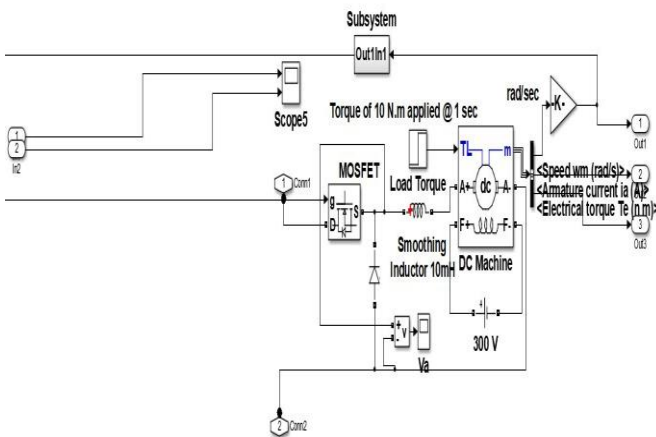 Subsystem
Out1In1
rad/sec
-K-
Scope5
Torque of 10 N.m applied @ 1 sec
1
2
In2
1
Out1
TL
m
<Speed wm (rad/s)>
2
MOSFET
1
Conn1
Load Torque
A+
dc
A-
<Armature current ia (A)>
g
S
D
<Electrical torque Te (n m)>
F+
F-
3
Out3
Smoothing
Inductor 10mH
DC Machine
+
-
v
+
300 V
Va
2
Conn2